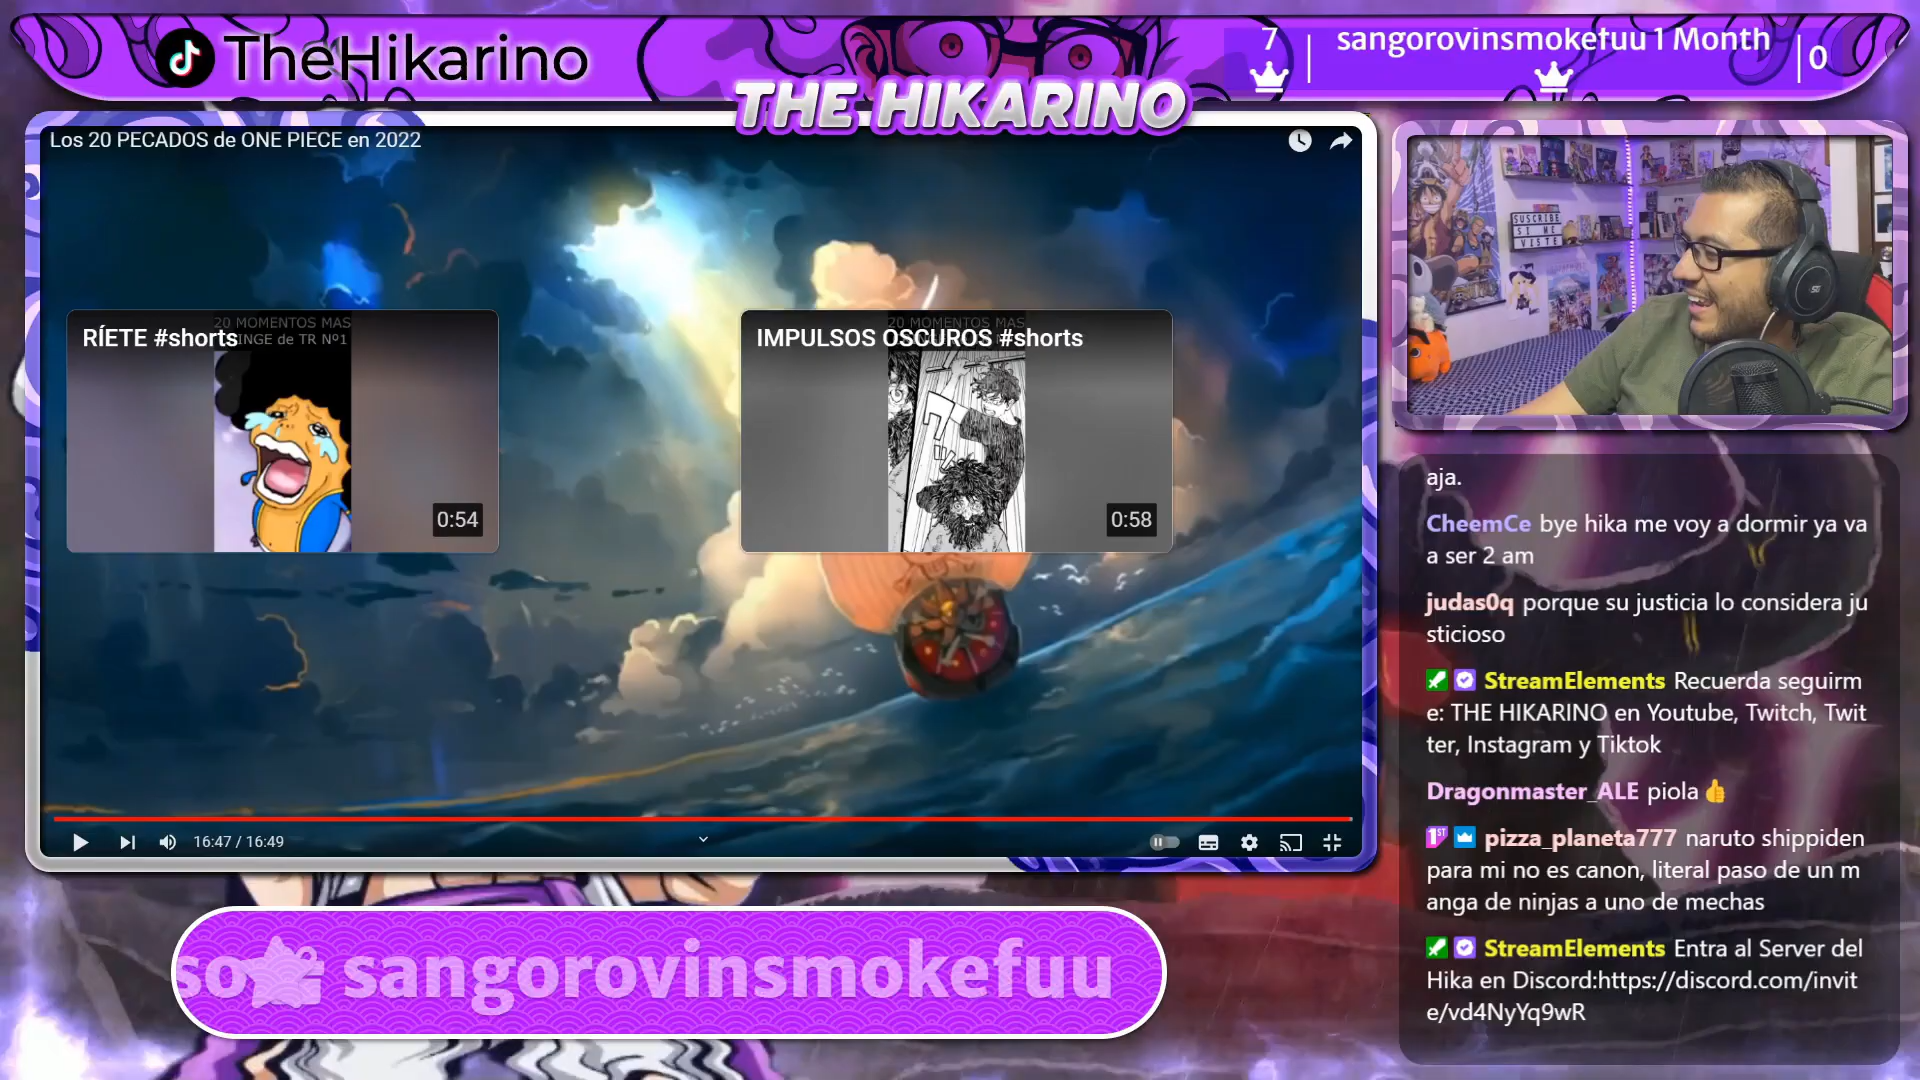 TheHikarino
THE HIKARINO
7
sangorovinsmokefuu 1 Month
0
Los 20 PECADOS de ONE PIECE en 2022
20 MOMENTOS MAS
RÍETE #shorts
INGE de TR Nº1
0:54
20 MOMENTOS MAS
IMPULSOS OSCUROS #shorts
0:58
16:47 / 16:49
SUSCRIBE
SI ME
VISTE
aja.
CheemCe bye hika me voy a dormir ya va
a ser 2 am
judas0q porque su justicia lo considera ju
sticioso
StreamElements Recuerda seguirm
e: THE HIKARINO en Youtube, Twitch, Twit
ter, Instagram y Tiktok
Dragonmaster_ALE piola👍
1ST pizza_planeta777 naruto shippiden
para mi no es canon, literal paso de un m
anga de ninjas a uno de mechas
StreamElements Entra al Server del
Hika en Discord:https://discord.com/invit
e/vd4NyYq9wR
so sangorovinsmokefuu